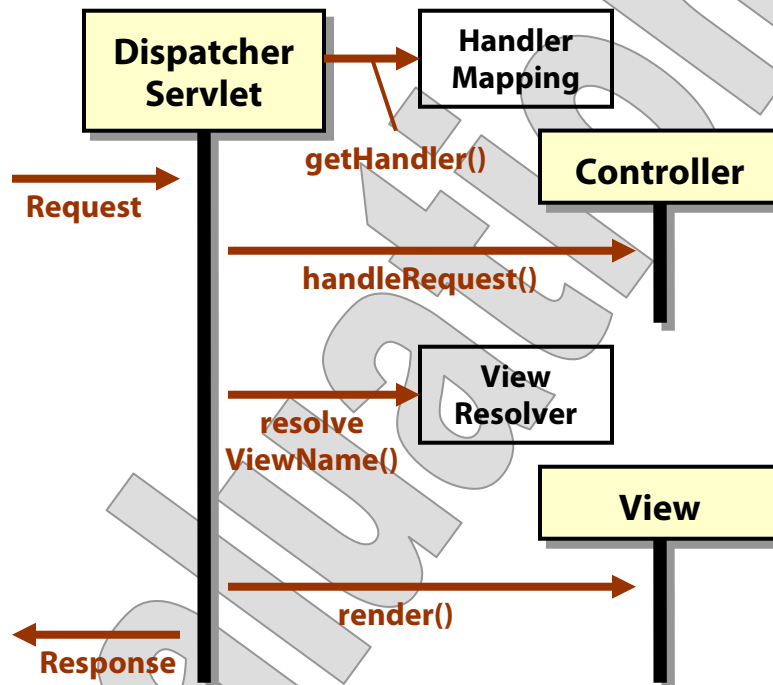 Dispatcher
Servlet
Handler
Mapping
getHandler()
Controller
Request
handleRequest()
View
Resolver
resolve
ViewName()
View
render()
Response